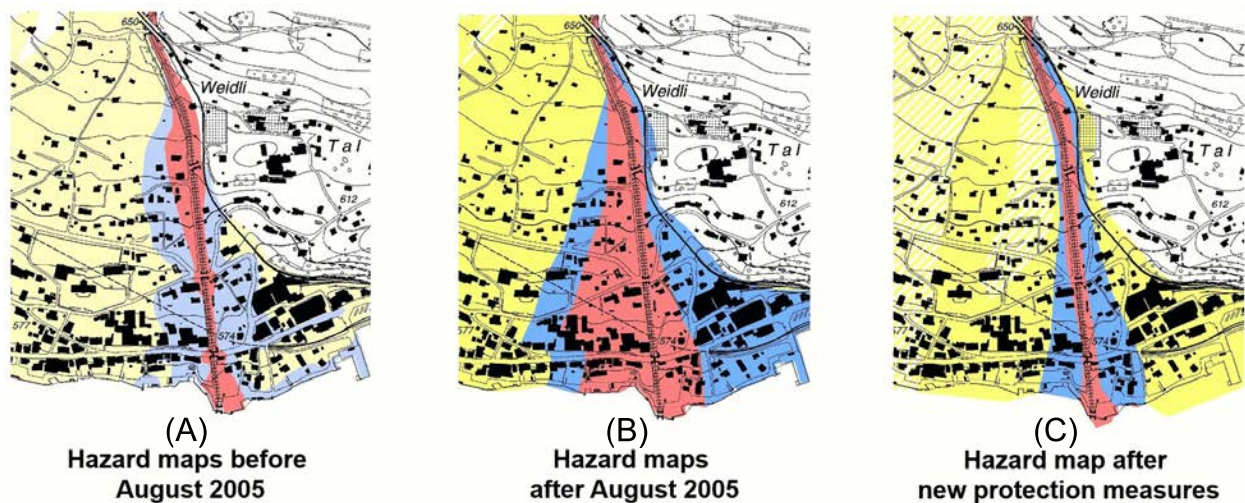 650
Weidli
Tal
612
577
574
650
Weidli
Tal
612
577
574
650
Weidli
Tal
612
577
574
(A)
Hazard maps before
August 2005
(B)
Hazard maps
after August 2005
(C)
Hazard map after
new protection measures